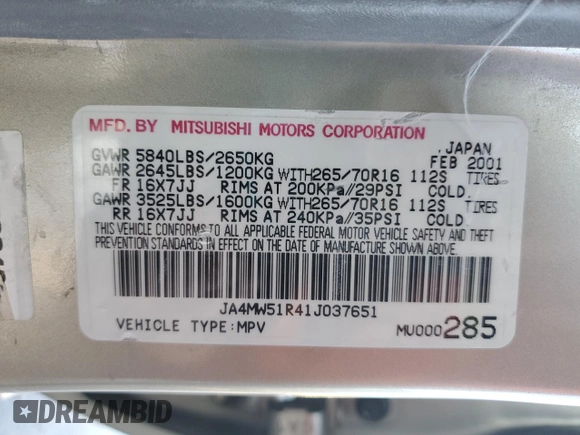 MFD. BY MITSUBISHI MOTORS CORPORATION
JAPAN
GVWR 5840LBS/2650KG FEB 2001
GAWR 2645LBS/1200KG WITH265/70R16 112S TIRES
FR 16X7JJ RIMS AT 200KPa//29PSI COLD.
GAWR 3525LBS/1600KG WITH265/70R16 112S TIRES
RR 16X7JJ RIMS AT 240KPa//35PSI COLD.
THIS VEHICLE CONFORMS TO ALL APPLICABLE FEDERAL MOTOR VEHICLE SAFETY AND THEFT
PREVENTION STANDARDS IN EFFECT ON THE DATE OF MANUFACTURE SHOWN ABOVE.
JA4MW51R41J037651
VEHICLE TYPE:MPV MU000285
DREAMBID